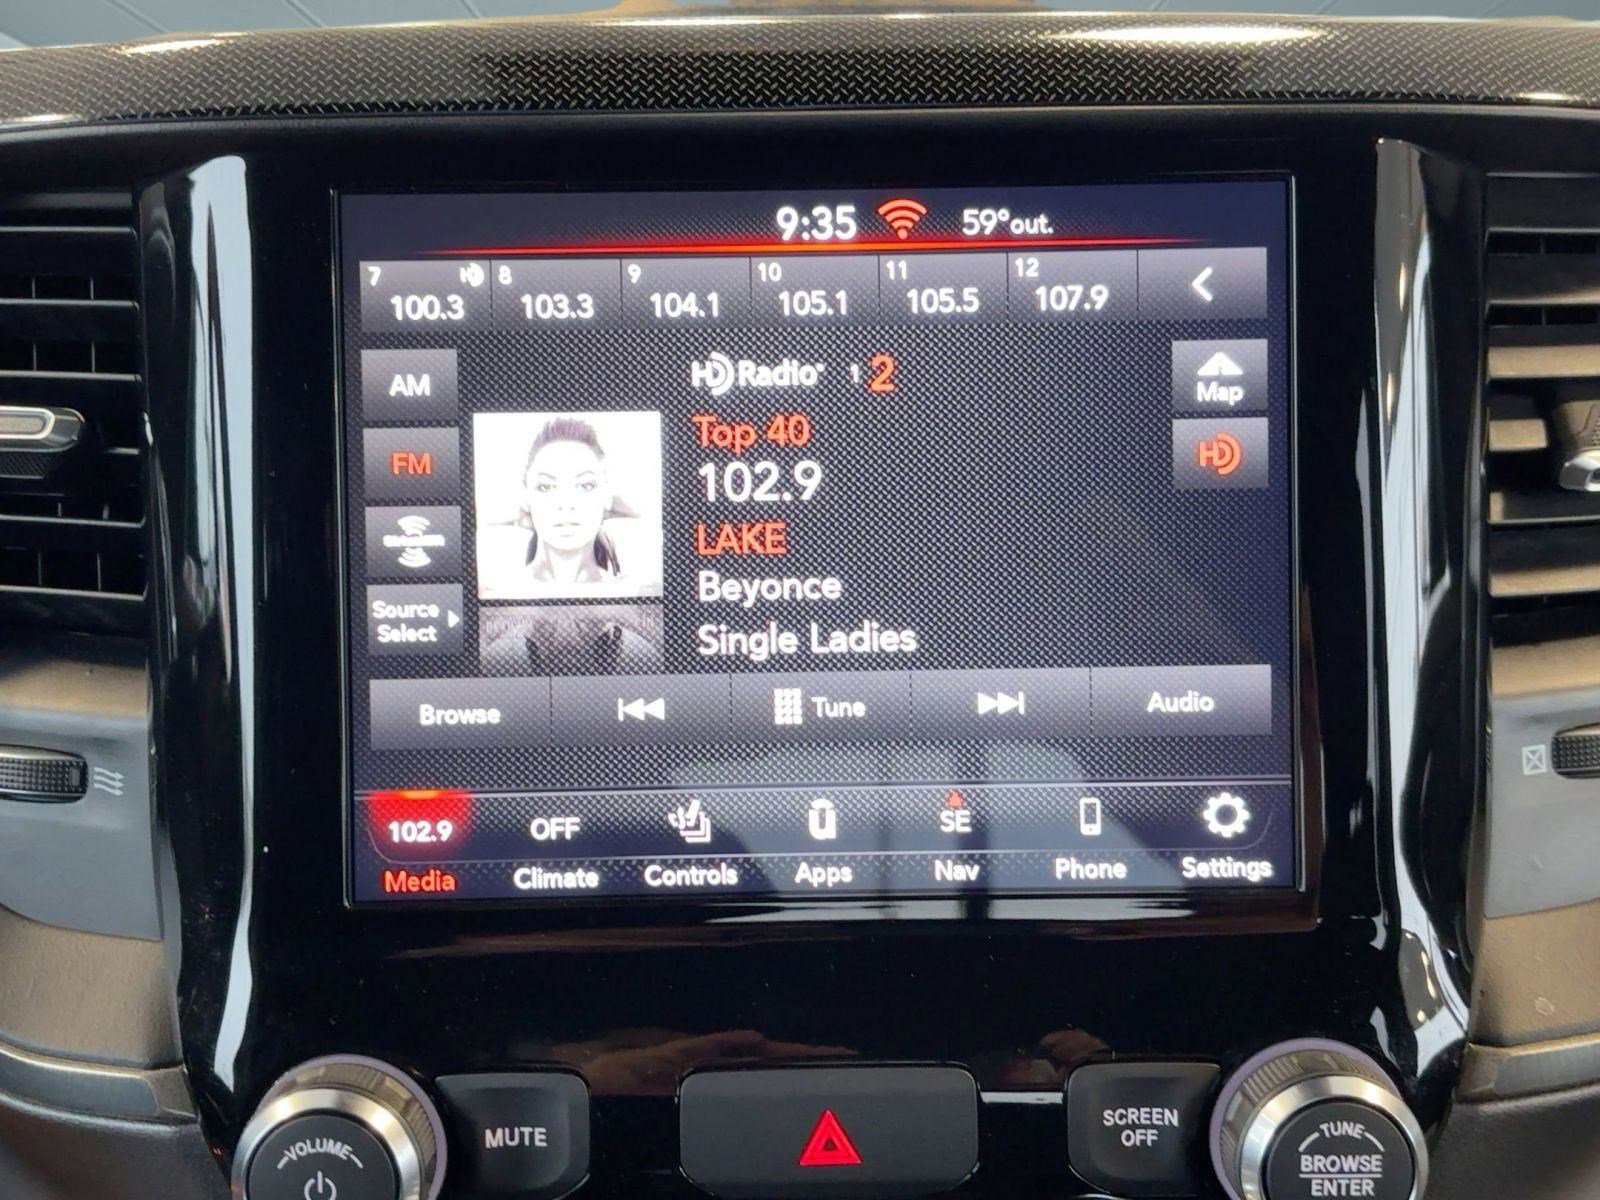 9:35 59° out.
7 HD 8 9 10 11 12
100.3 103.3 104.1 105.1 105.5 107.9
AM
FM
Source
Select
HD Radio 1 2
Top 40
102.9
LAKE
Beyonce
Single Ladies
Map
HD
Browse Tune Audio
102.9 OFF SE
Media Climate Controls Apps Nav Phone Settings
VOLUME
MUTE
SCREEN
OFF
TUNE
BROWSE
ENTER